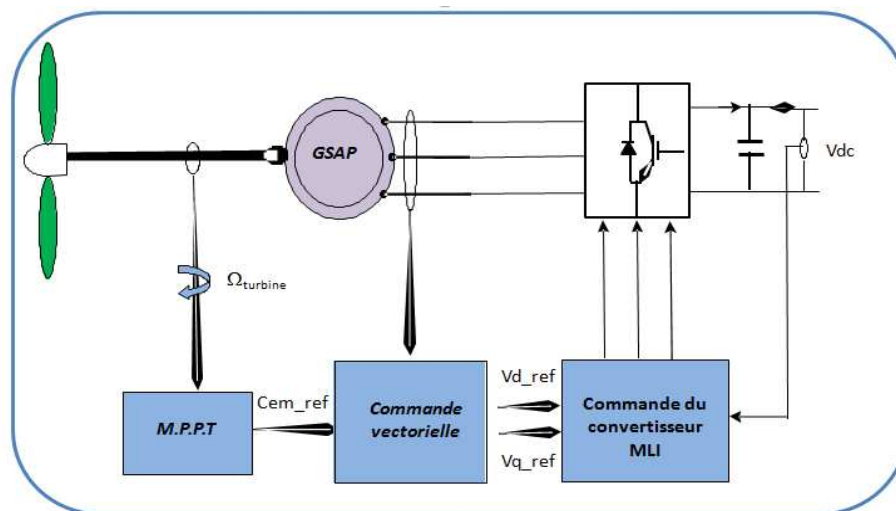 GSAP
Vdc
Ωturbine
M.P.P.T
Cem_ref
Commande
vectorielle
Vd_ref
Vq_ref
Commande du
convertisseur
MLI